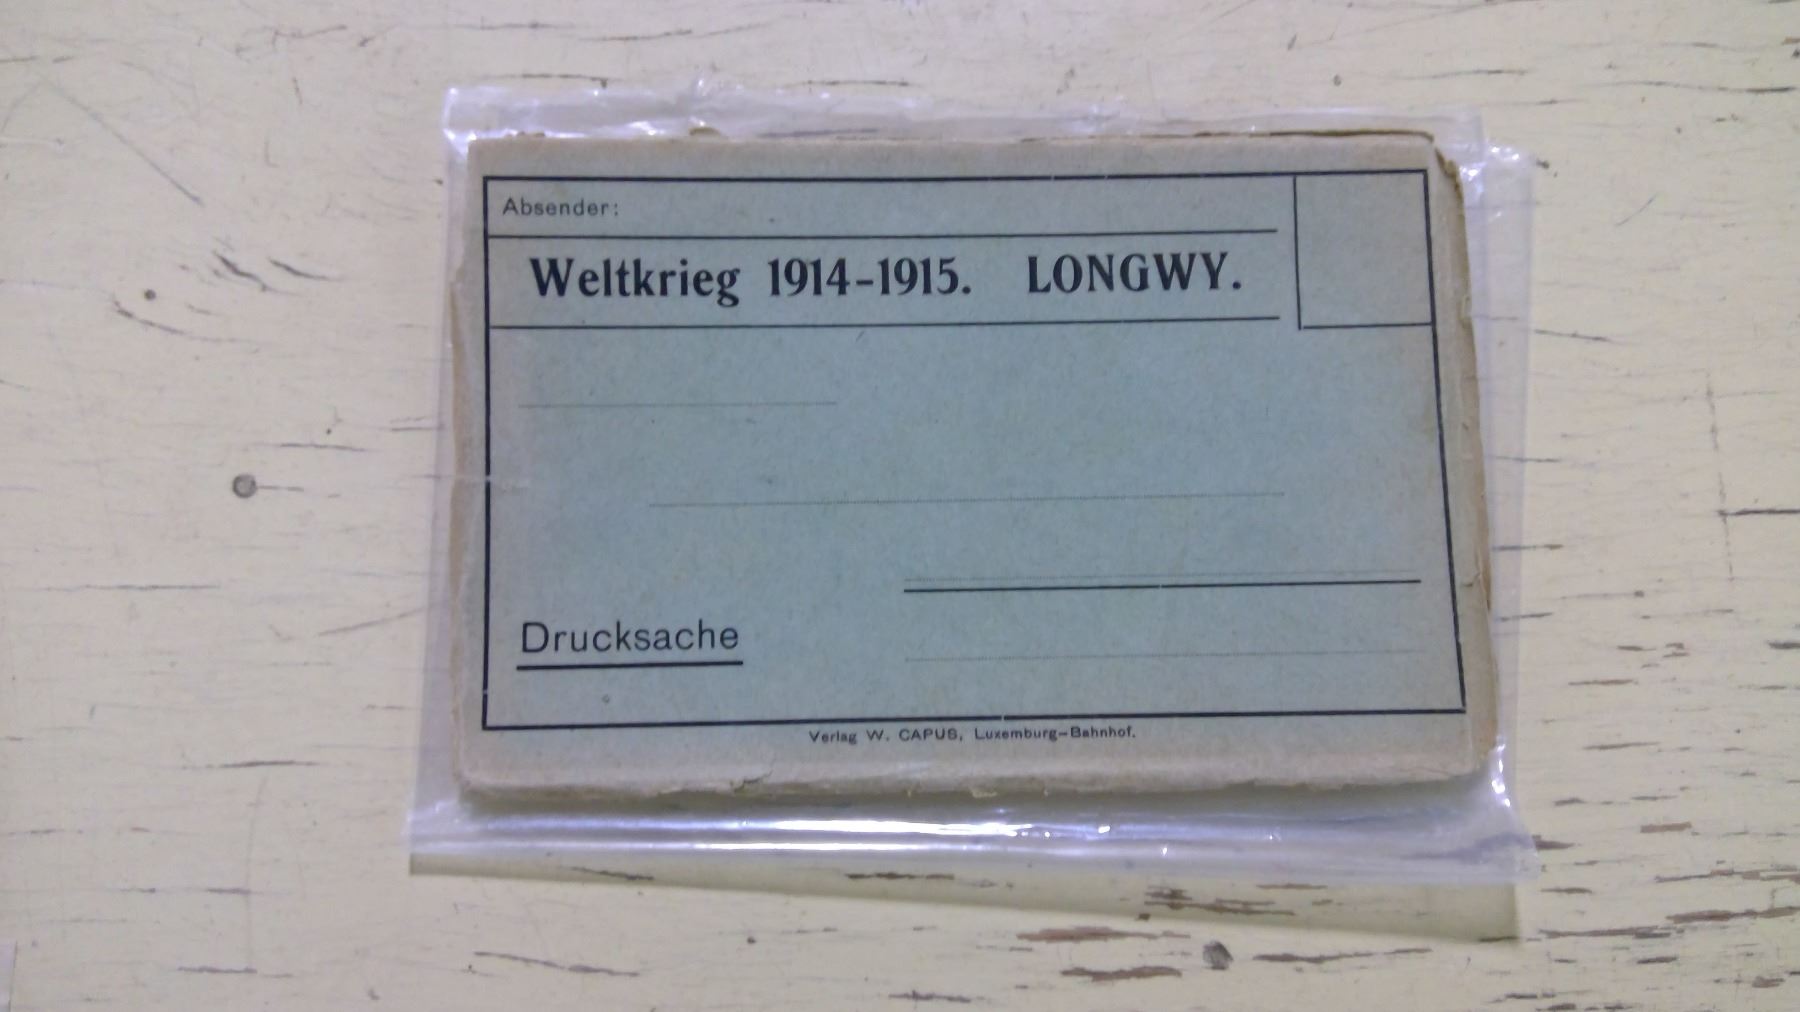 Absender:
Weltkrieg 1914-1915. LONGWY.
Drucksache
Verlag W. CAPUS, Luxemburg-Bahnhof.